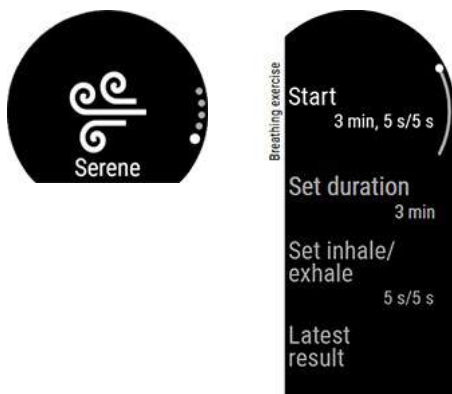 Serene
Breathing exercise
Start
3 min, 5 s/5 s
Set duration
3 min
Set inhale/
exhale
5 s/5 s
Latest
result